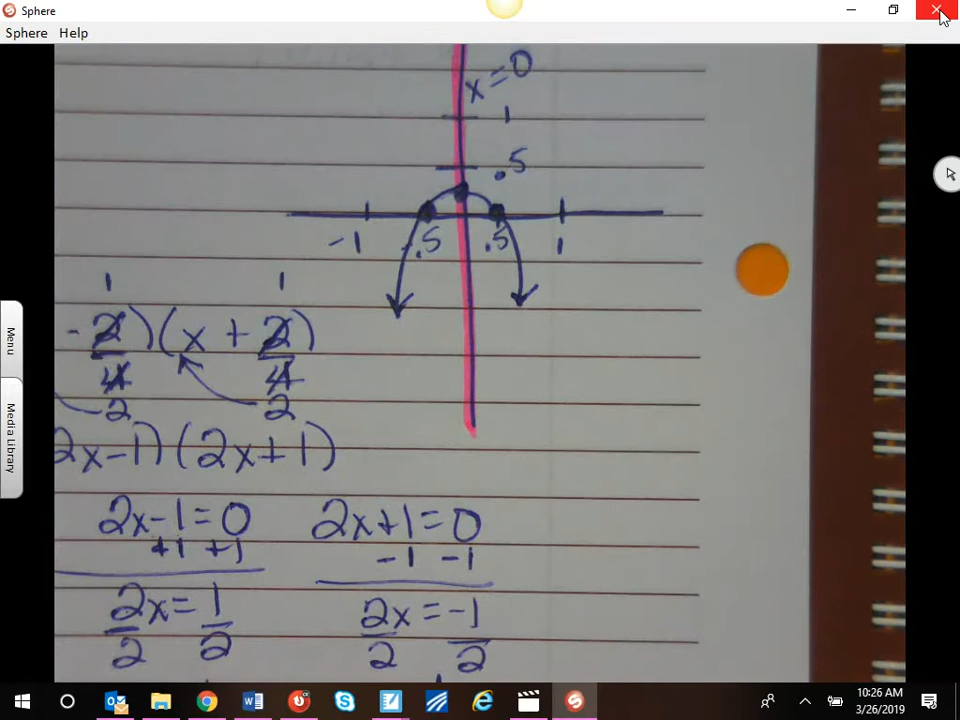 Sphere
Sphere Help
x=0
1
.5
-1 -.5 .5 1
1 1
- 2) (x + 2)
4 4
2 2
2x-1) (2x+1)
2x-1=0 2x+1=0
+1 +1 -1 -1
2x = 1 2x = -1
2 2 2 2
Menu
Media Library
10:26 AM
3/26/2019